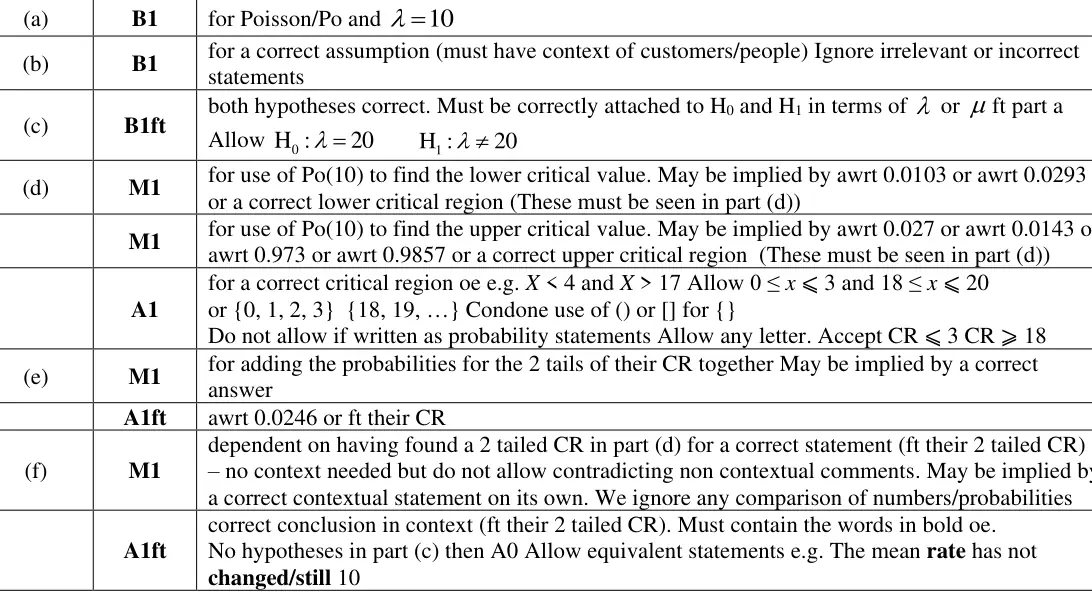 (a) B1 for Poisson/Po and λ = 10
(b) B1 for a correct assumption (must have context of customers/people) Ignore irrelevant or incorrect
statements
(c) B1ft both hypotheses correct. Must be correctly attached to H₀ and H₁ in terms of λ or μ ft part a
Allow H₀ : λ = 20 H₁ : λ ≠ 20
(d) M1 for use of Po(10) to find the lower critical value. May be implied by awrt 0.0103 or awrt 0.0293
or a correct lower critical region (These must be seen in part (d))
M1 for use of Po(10) to find the upper critical value. May be implied by awrt 0.027 or awrt 0.0143 o
awrt 0.973 or awrt 0.9857 or a correct upper critical region (These must be seen in part (d))
A1 for a correct critical region oe e.g. X < 4 and X > 17 Allow 0 ≤ x ⩽ 3 and 18 ≤ x ⩽ 20
or {0, 1, 2, 3} {18, 19, …} Condone use of () or [] for {}
Do not allow if written as probability statements Allow any letter. Accept CR ⩽ 3 CR ⩾ 18
(e) M1 for adding the probabilities for the 2 tails of their CR together May be implied by a correct
answer
A1ft awrt 0.0246 or ft their CR
(f) M1 dependent on having found a 2 tailed CR in part (d) for a correct statement (ft their 2 tailed CR)
– no context needed but do not allow contradicting non contextual comments. May be implied by
a correct contextual statement on its own. We ignore any comparison of numbers/probabilities
A1ft correct conclusion in context (ft their 2 tailed CR). Must contain the words in bold oe.
No hypotheses in part (c) then A0 Allow equivalent statements e.g. The mean rate has not
changed/still 10